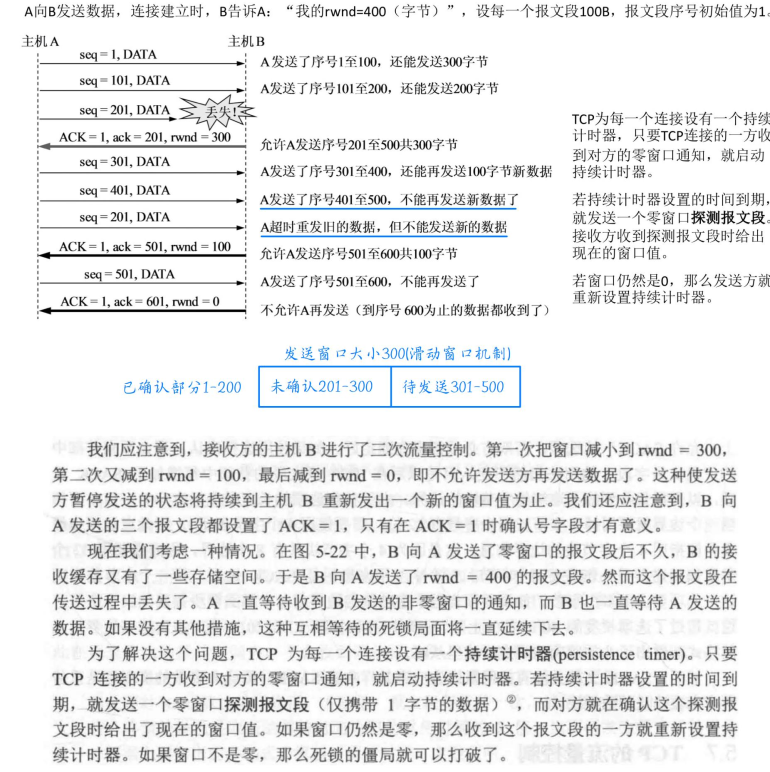 A向B发送数据，连接建立时，B告诉A：“我的rwnd=400（字节）”，设每一个报文段100B，报文段序号初始值为1。
主机A 主机B
seq = 1, DATA A发送了序号1至100，还能发送300字节
seq = 101, DATA A发送了序号101至200，还能发送200字节
seq = 201, DATA 丢失!
ACK = 1, ack = 201, rwnd = 300 允许A发送序号201至500共300字节
seq = 301, DATA A发送了序号301至400，还能再发送100字节新数据
seq = 401, DATA A发送了序号401至500，不能再发送新数据了
seq = 201, DATA A超时重发旧的数据，但不能发送新的数据
ACK = 1, ack = 501, rwnd = 100 允许A发送序号501至600共100字节
seq = 501, DATA A发送了序号501至600，不能再发送了
ACK = 1, ack = 601, rwnd = 0 不允许A再发送（到序号 600为止的数据都收到了）
TCP为每一个连接设有一个持续
计时器，只要TCP连接的一方收
到对方的零窗口通知，就启动
持续计时器。
若持续计时器设置的时间到期，
就发送一个零窗口探测报文段。
接收方收到探测报文段时给出
现在的窗口值。
若窗口仍然是0，那么发送方就
重新设置持续计时器。
发送窗口大小300(滑动窗口机制)
已确认部分1-200 未确认201-300 待发送301-500
我们应注意到，接收方的主机 B 进行了三次流量控制。第一次把窗口减小到 rwnd = 300，
第二次又减到 rwnd = 100，最后减到 rwnd = 0，即不允许发送方再发送数据了。这种使发送
方暂停发送的状态将持续到主机 B 重新发出一个新的窗口值为止。我们还应注意到，B 向
A 发送的三个报文段都设置了 ACK = 1，只有在 ACK = 1 时确认号字段才有意义。
现在我们考虑一种情况。在图 5-22 中，B 向 A 发送了零窗口的报文段后不久，B 的接
收缓存又有了一些存储空间。于是 B 向 A 发送了 rwnd = 400 的报文段。然而这个报文段在
传送过程中丢失了。A 一直等待收到 B 发送的非零窗口的通知，而 B 也一直等待 A 发送的
数据。如果没有其他措施，这种互相等待的死锁局面将一直延续下去。
为了解决这个问题，TCP 为每一个连接设有一个持续计时器(persistence timer)。只要
TCP 连接的一方收到对方的零窗口通知，就启动持续计时器。若持续计时器设置的时间到
期，就发送一个零窗口探测报文段（仅携带 1 字节的数据）②，而对方就在确认这个探测报
文段时给出了现在的窗口值。如果窗口仍然是零，那么收到这个报文段的一方就重新设置持
续计时器。如果窗口不是零，那么死锁的僵局就可以打破了。